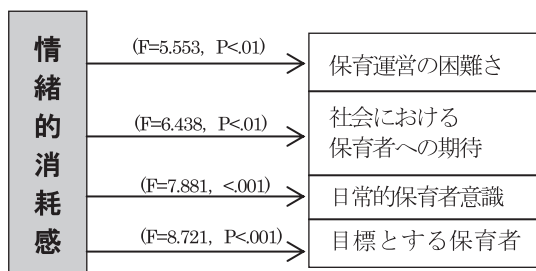 情緒的消耗感
(F=5.553, P<.01)
保育運営の困難さ
(F=6.438, P<.01)
社会における
保育者への期待
(F=7.881, <.001)
日常的保育者意識
(F=8.721, P<.001)
目標とする保育者